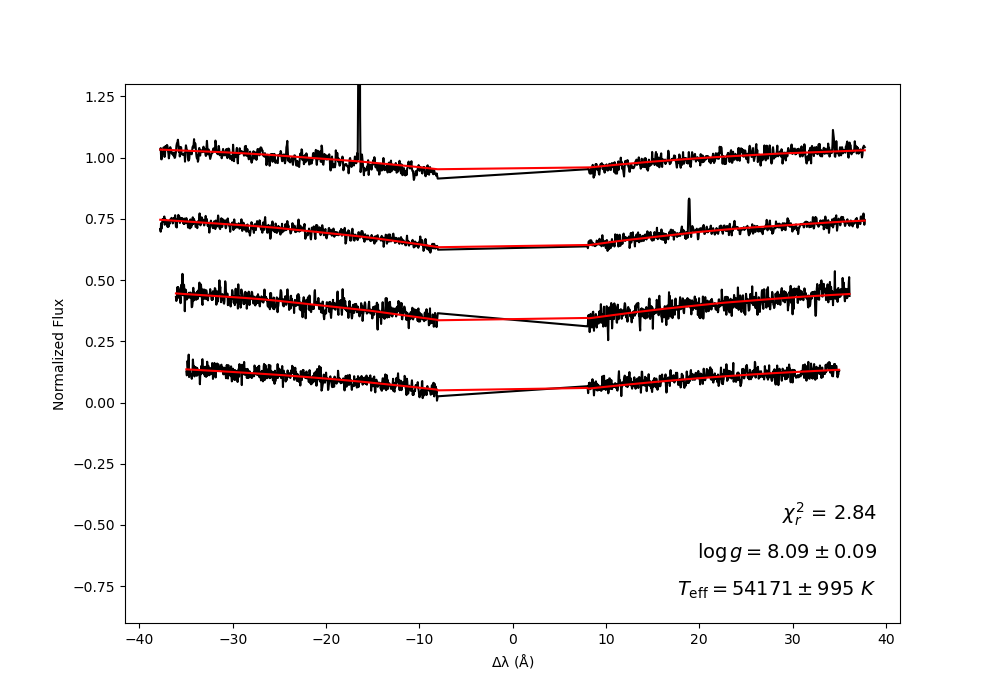 1.25
1.00
0.75
0.50
0.25
0.00
−0.25
−0.50
−0.75
Normalized Flux
χ²ᵣ = 2.84
log g = 8.09 ± 0.09
T_eff = 54171 ± 995 K
−40 −30 −20 −10 0 10 20 30 40
Δλ (Å)